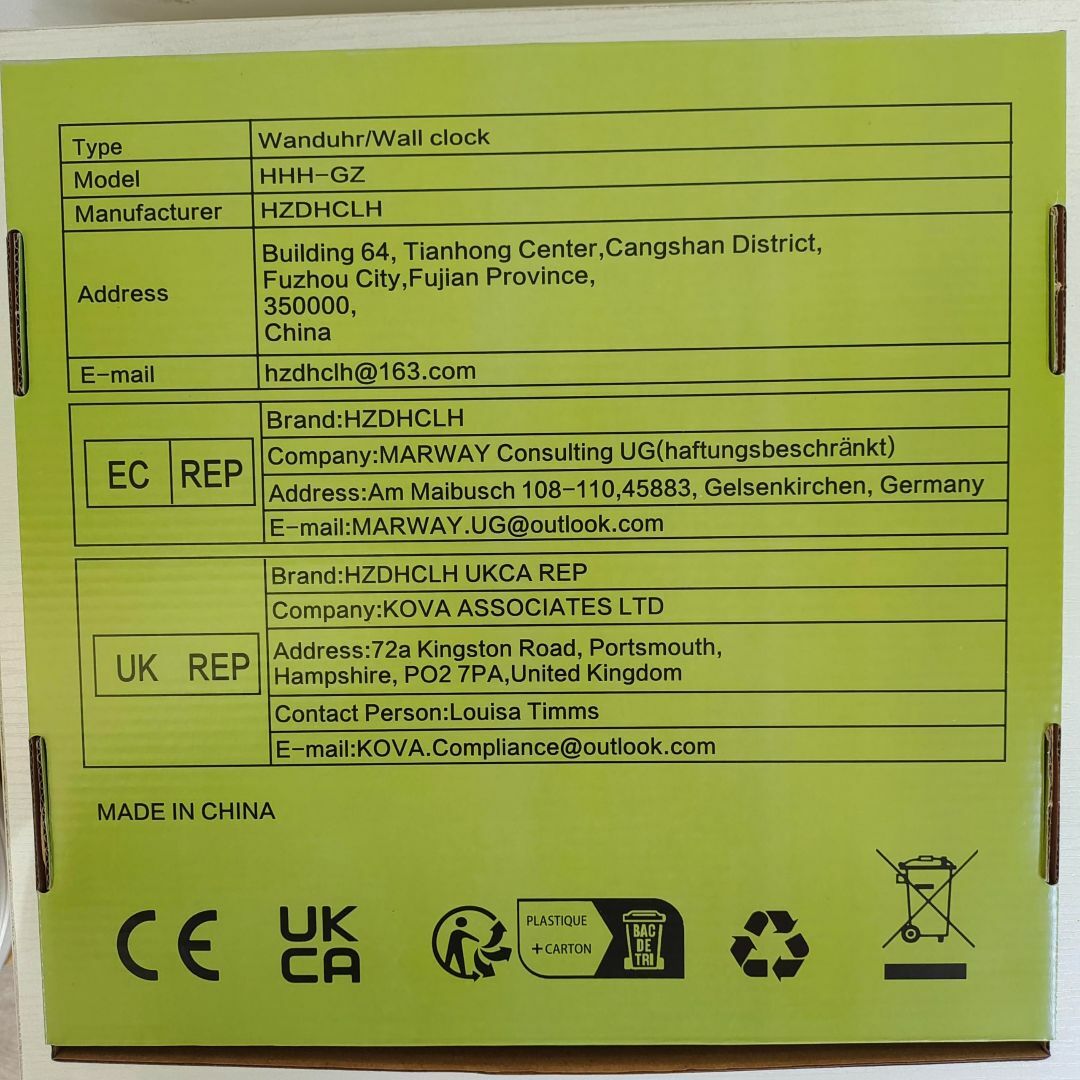 Type
Wanduhr/Wall clock
Model
HHH-GZ
Manufacturer
HZDHCLH
Address
Building 64, Tianhong Center,Cangshan District,
Fuzhou City,Fujian Province,
350000,
China
E-mail
hzdhclh@163.com
EC REP
Brand:HZDHCLH
Company:MARWAY Consulting UG(haftungsbeschränkt)
Address:Am Maibusch 108-110,45883, Gelsenkirchen, Germany
E-mail:MARWAY.UG@outlook.com
UK REP
Brand:HZDHCLH UKCA REP
Company:KOVA ASSOCIATES LTD
Address:72a Kingston Road, Portsmouth,
Hampshire, PO2 7PA,United Kingdom
Contact Person:Louisa Timms
E-mail:KOVA.Compliance@outlook.com
MADE IN CHINA
CE
UK
CA
PLASTIQUE
+ CARTON
BAC
DE
TRI